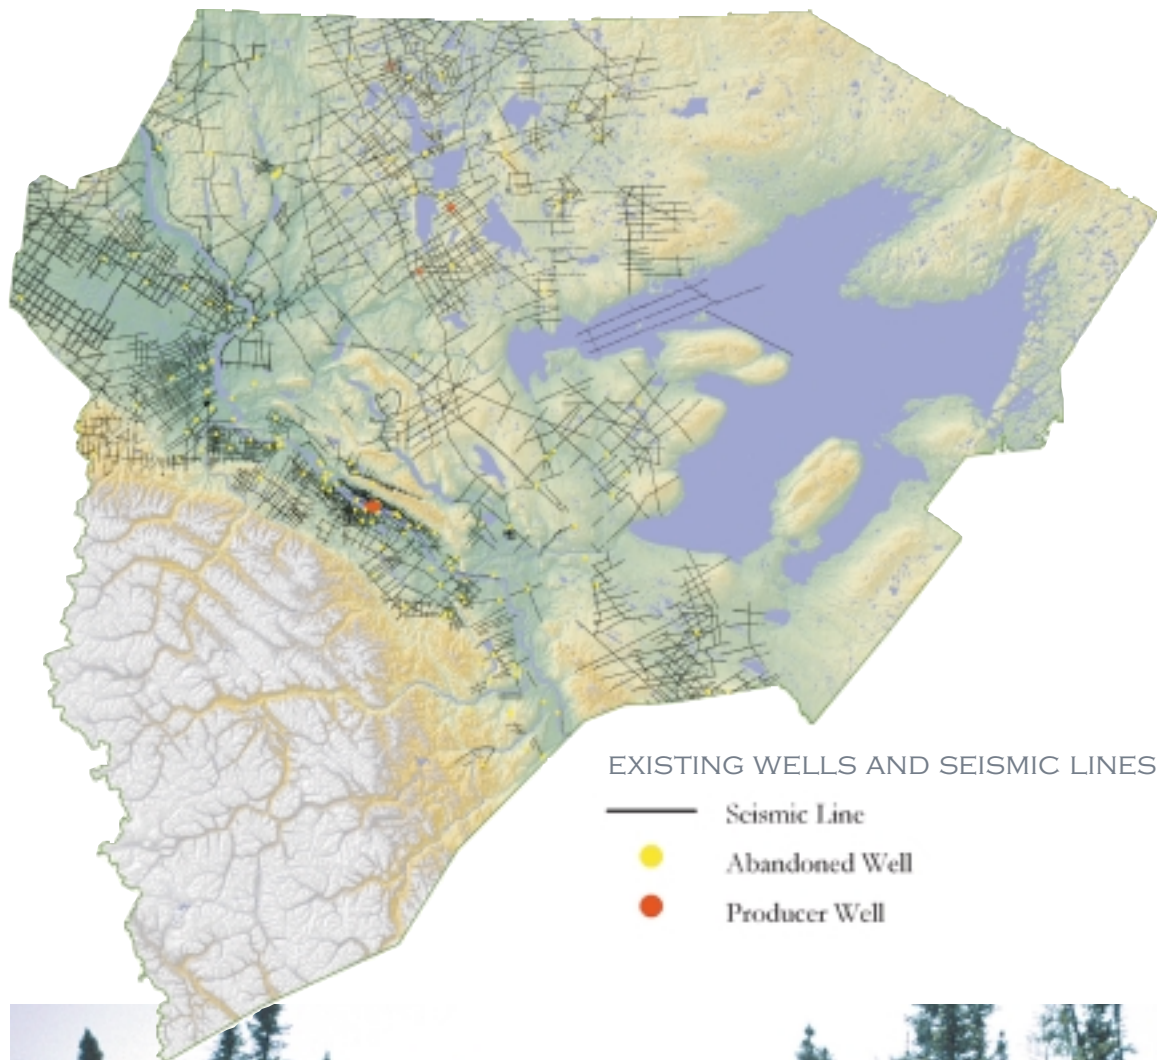 EXISTING WELLS AND SEISMIC LINES
Seismic Line
Abandoned Well
Producer Well